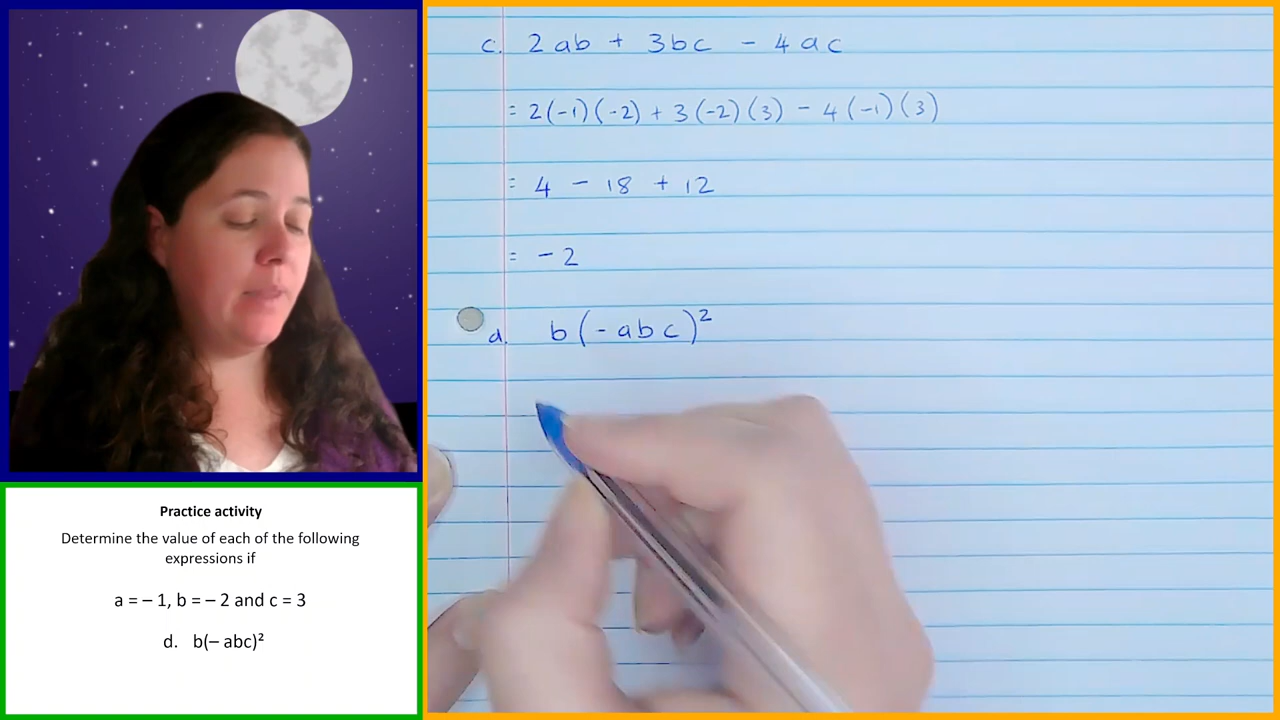 Practice activity
Determine the value of each of the following
expressions if
a = – 1, b = – 2 and c = 3
d. b(– abc)²
c. 2ab + 3bc - 4ac
= 2(-1)(-2) + 3(-2)(3) - 4(-1)(3)
= 4 - 18 + 12
= -2
d. b(-abc)²